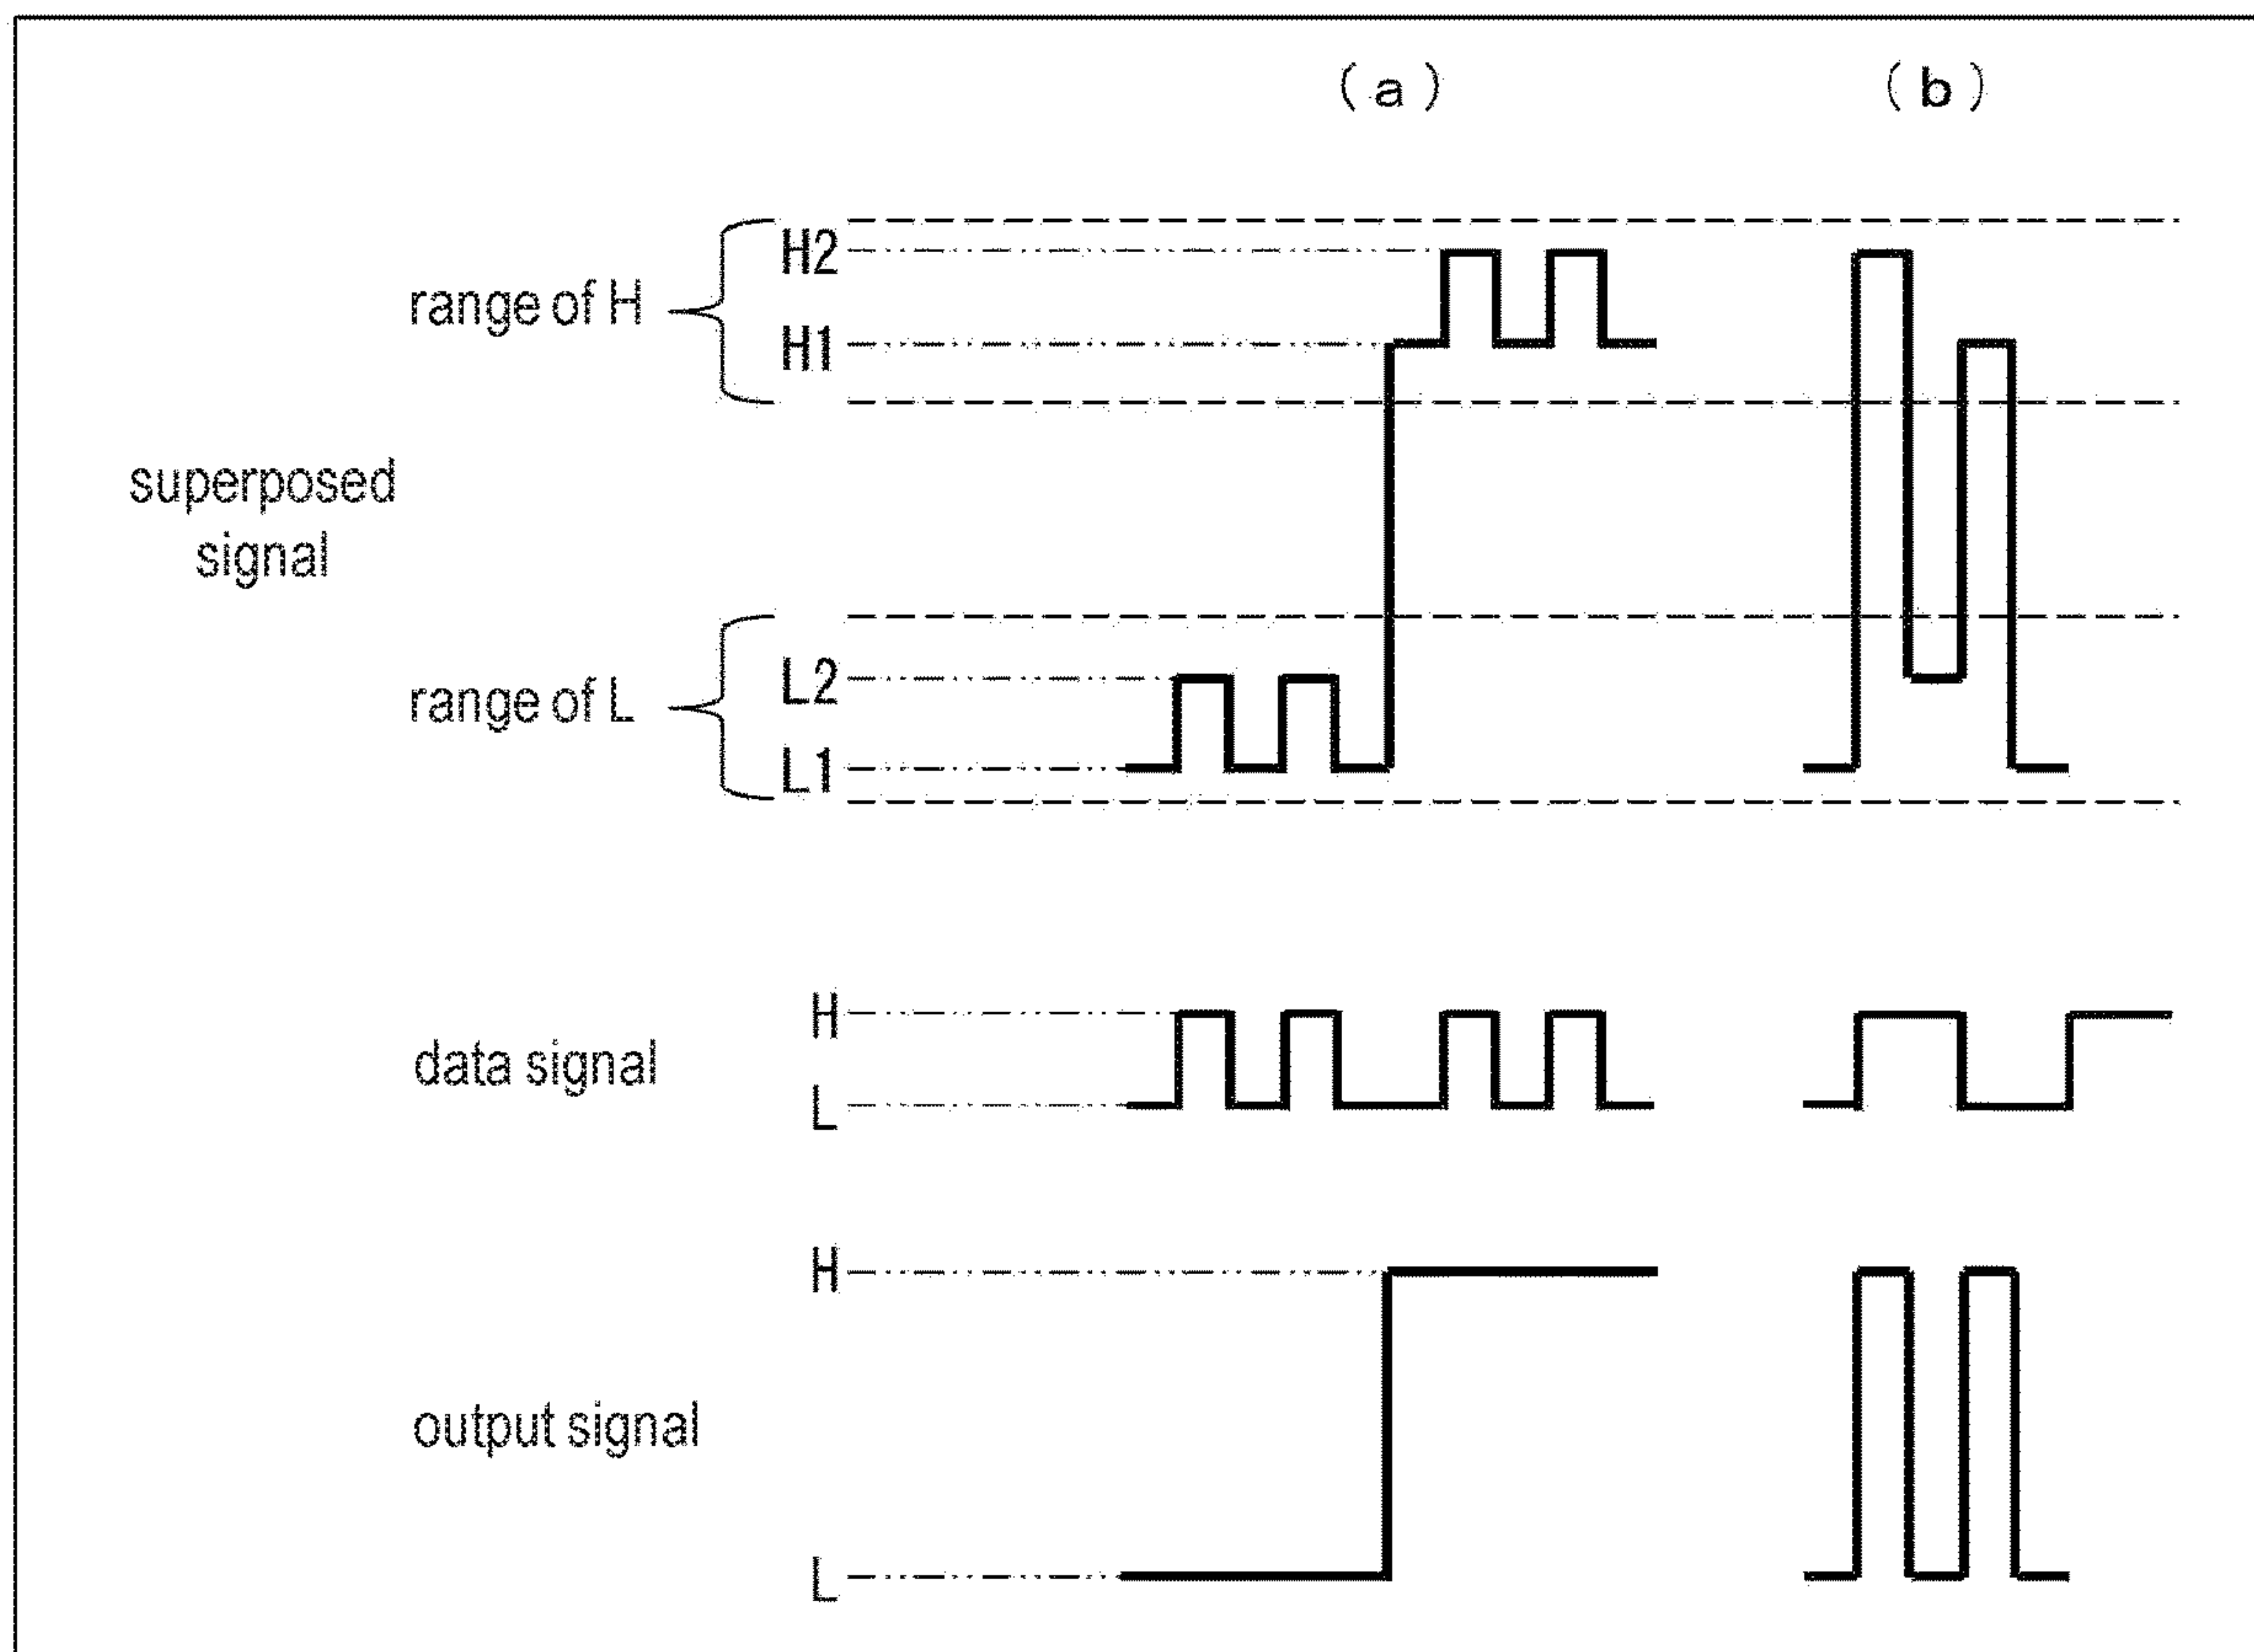 (a)
(b)
H2
range of H
H1
superposed
signal
L2
range of L
L1
H
data signal
L
H
output signal
L